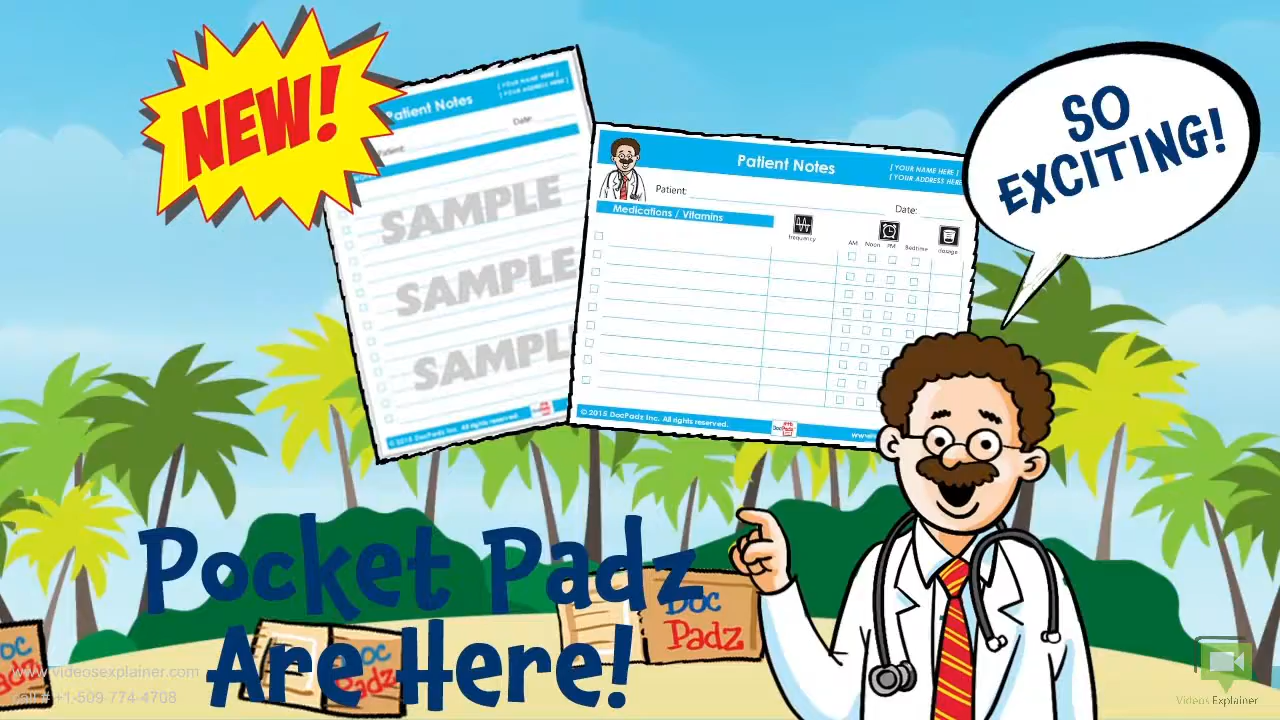 NEW!
Patient Notes
[ YOUR NAME HERE ]
[ YOUR ADDRESS HERE ]
Date:
Patient:
SAMPLE
SAMPLE
SAMPL
© 2015 DocPadz Inc. All rights reserved.
Patient Notes
[ YOUR NAME HERE ]
[ YOUR ADDRESS HERE
Patient:
Date:
Medications / Vitamins
frequency
AM Noon PM Bedtime
dosage
© 2015 DocPadz Inc. All rights reserved.
DocPadz
www
SO
EXCITING!
Pocket Padz
Are Here!
Doc
Padz
Doc
Padz
www.videosexplainer.com
call # +1-509-774-4708
Videos Explainer